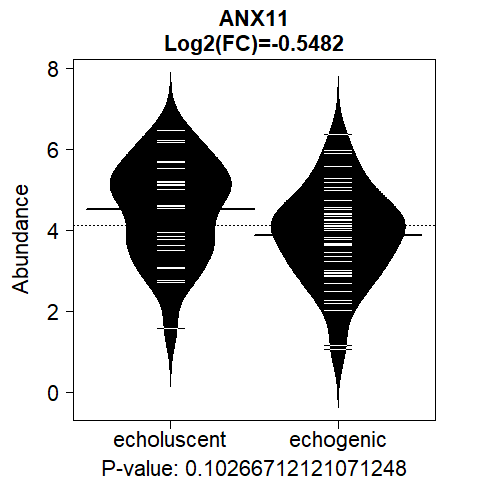 ANX11
Log2(FC)=-0.5482
8
6
4
2
0
Abundance
echoluscent echogenic
P-value: 0.10266712121071248